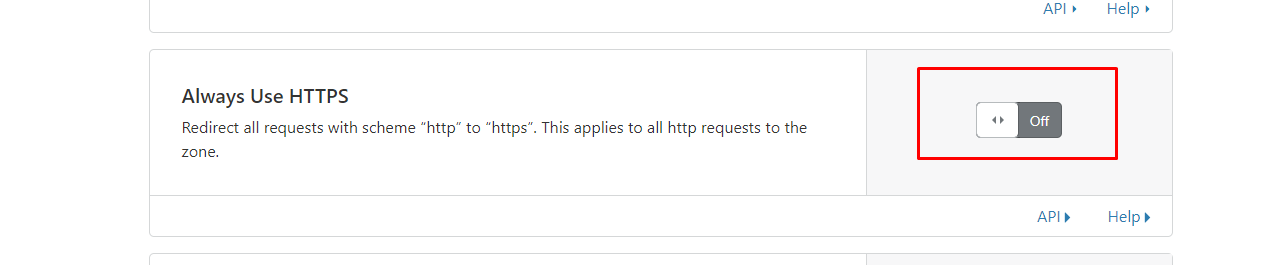 API Help
Always Use HTTPS
Redirect all requests with scheme “http” to “https”. This applies to all http requests to the
zone.
Off
API Help